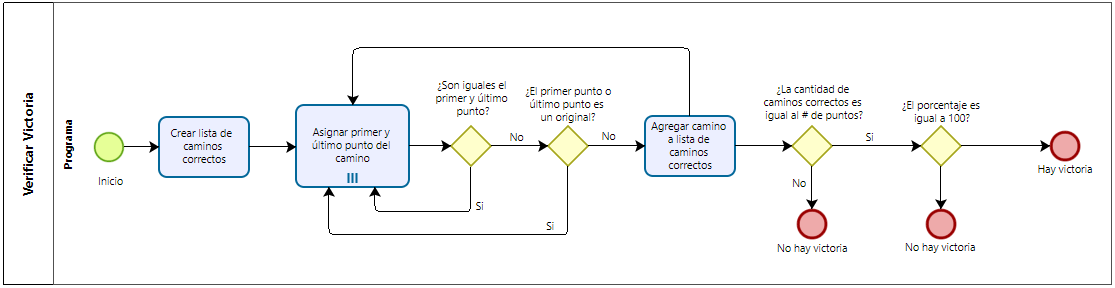 Verificar Victoria
Programa
Inicio
Crear lista de
caminos
correctos
Asignar primer y
último punto del
camino
¿Son iguales el
primer y último
punto?
No
Si
¿El primer punto o
último punto es
un original?
No
Si
Agregar camino
a lista de
caminos
correctos
¿La cantidad de
caminos correctos es
igual al # de puntos?
Si
No
No hay victoria
¿El porcentaje es
igual a 100?
No hay victoria
Hay victoria